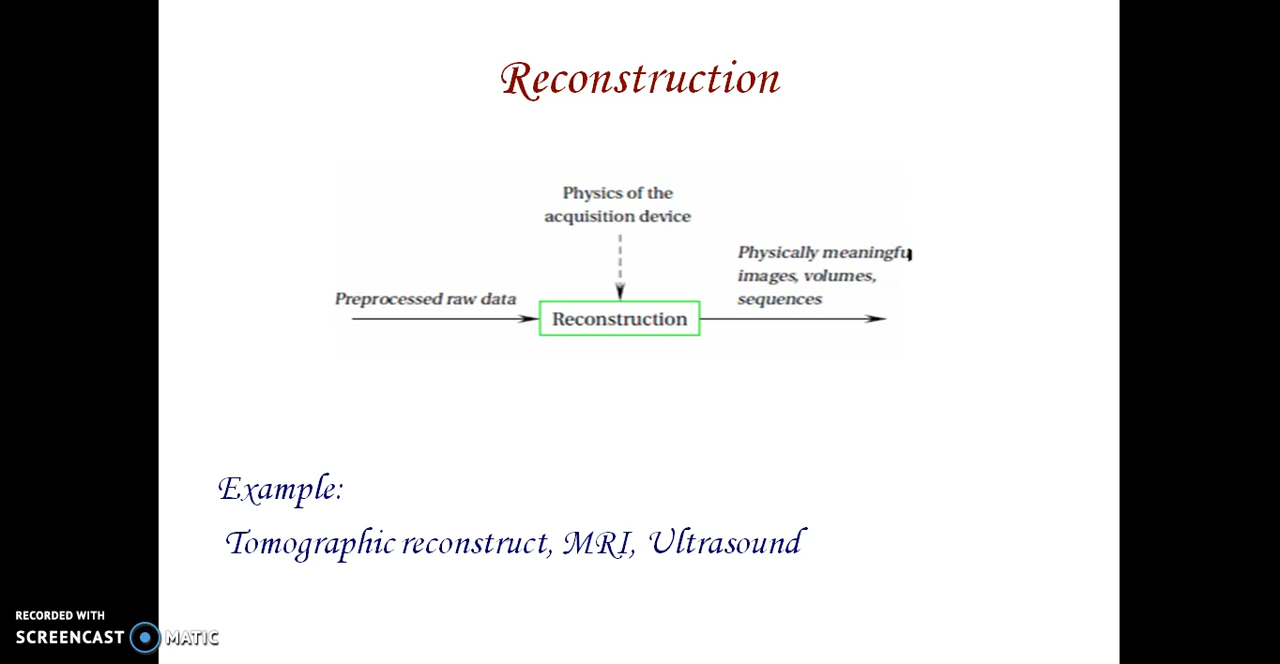 Reconstruction
Physics of the
acquisition device
Physically meaningfu
images, volumes,
sequences
Preprocessed raw data
Reconstruction
Example:
Tomographic reconstruct, MRI, Ultrasound
RECORDED WITH
SCREENCAST MATIC